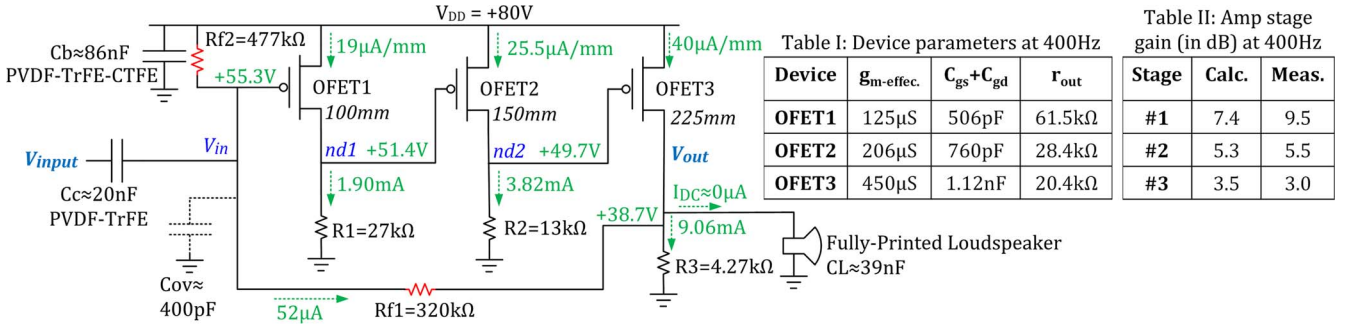 V_DD = +80V
Cb≈86nF
PVDF-TrFE-CTFE
Rf2=477kΩ
+55.3V
19μA/mm
OFET1
100mm
25.5μA/mm
OFET2
150mm
40μA/mm
OFET3
225mm
V_input
Cc≈20nF
PVDF-TrFE
V_in
Cov≈
400pF
nd1
+51.4V
1.90mA
R1=27kΩ
nd2
+49.7V
3.82mA
R2=13kΩ
V_out
I_DC≈0μA
+38.7V
9.06mA
R3=4.27kΩ
Fully-Printed Loudspeaker
CL≈39nF
52μA
Rf1=320kΩ
Table I: Device parameters at 400Hz
Device g_m-effec. C_gs+C_gd r_out
OFET1 125μS 506pF 61.5kΩ
OFET2 206μS 760pF 28.4kΩ
OFET3 450μS 1.12nF 20.4kΩ
Table II: Amp stage
gain (in dB) at 400Hz
Stage Calc. Meas.
#1 7.4 9.5
#2 5.3 5.5
#3 3.5 3.0